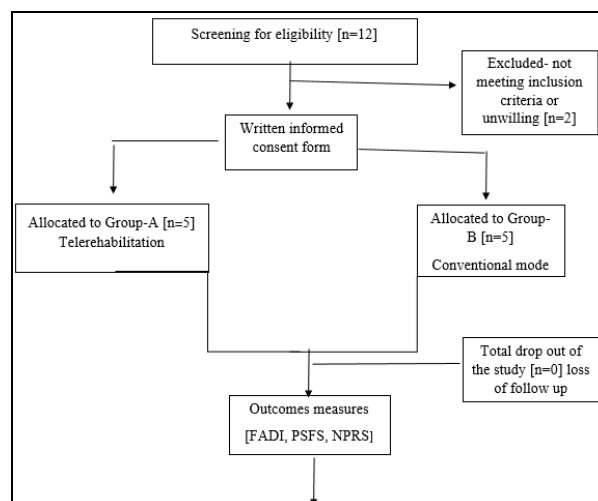 Screening for eligibility [n=12]
Excluded- not
meeting inclusion
criteria or
unwilling [n=2]
Written informed
consent form
Allocated to Group-A [n=5]
Telerehabilitation
Allocated to Group-
B [n=5]
Conventional mode
Total drop out of
the study [n=0] loss
of follow up
Outcomes measures
[FADI, PSFS, NPRS]